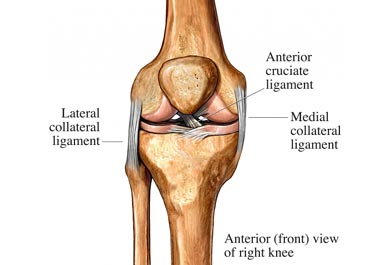 Anterior
cruciate
ligament
Lateral
collateral
ligament
Medial
collateral
ligament
Anterior (front) view
of right knee